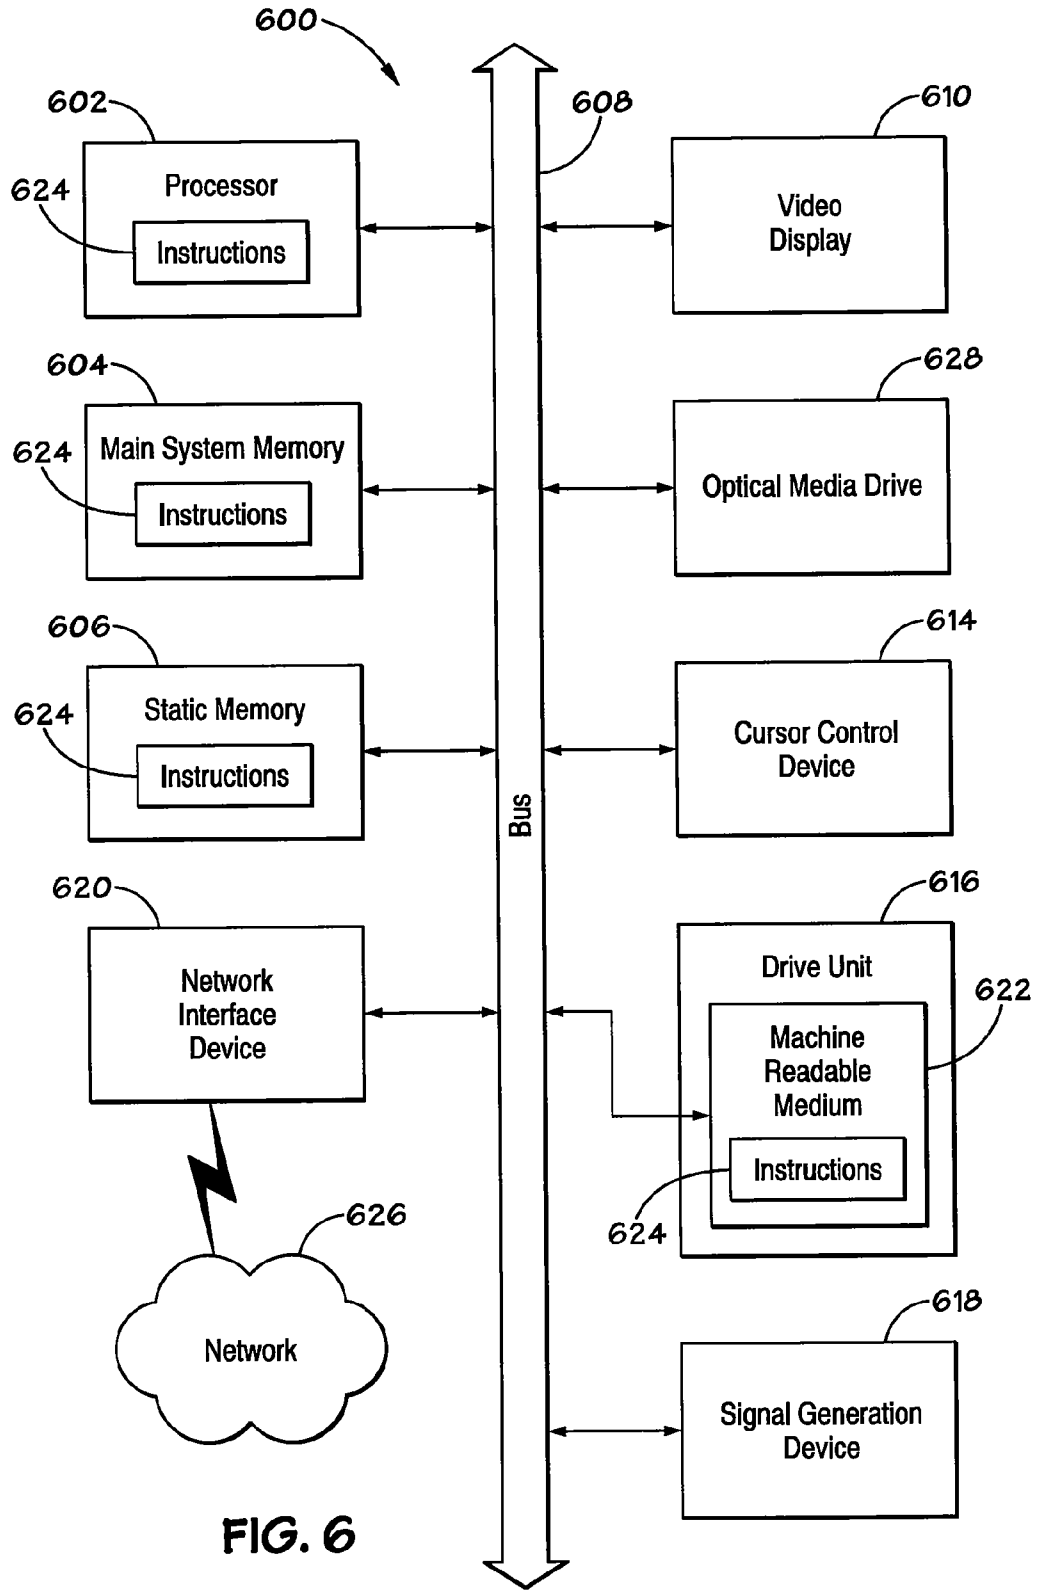 600
608
602
Processor
624
Instructions
610
Video
Display
604
Main System Memory
624
Instructions
628
Optical Media Drive
606
Static Memory
624
Instructions
614
Cursor Control
Device
Bus
620
Network
Interface
Device
616
Drive Unit
622
Machine
Readable
Medium
Instructions
624
626
Network
618
Signal Generation
Device
FIG. 6